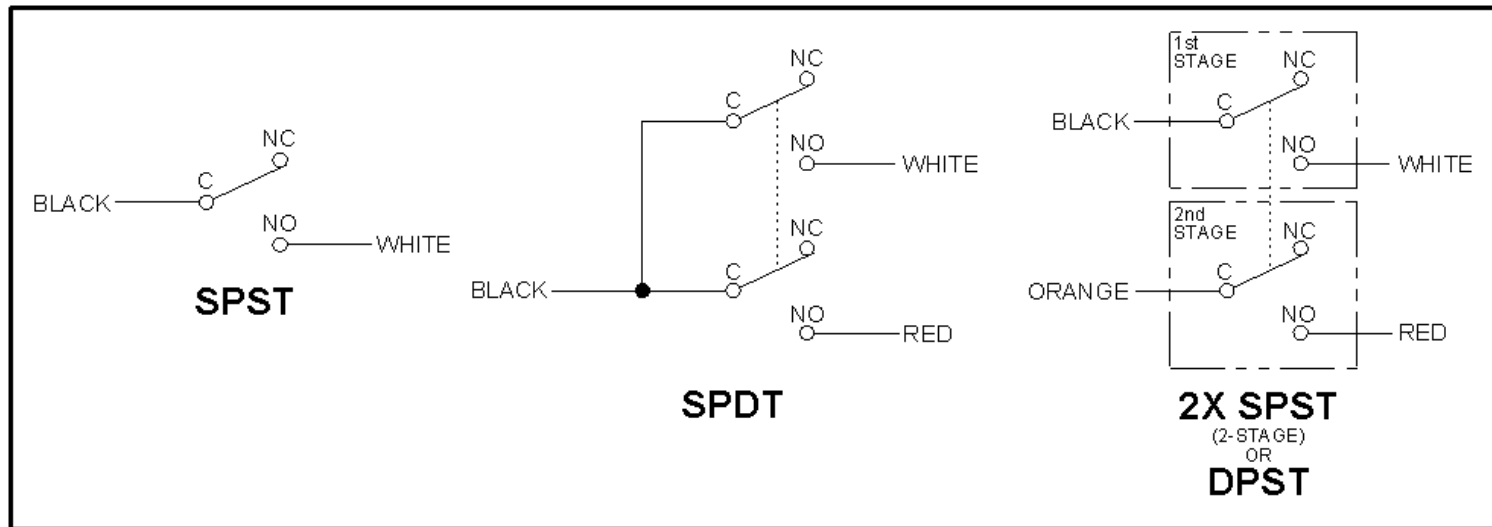 NC
C
BLACK
NO
WHITE
SPST
NC
C
NO
WHITE
NC
C
BLACK
NO
RED
SPDT
1st
STAGE
NC
C
BLACK
NO
WHITE
2nd
STAGE
NC
C
ORANGE
NO
RED
2X SPST
(2-STAGE)
OR
DPST